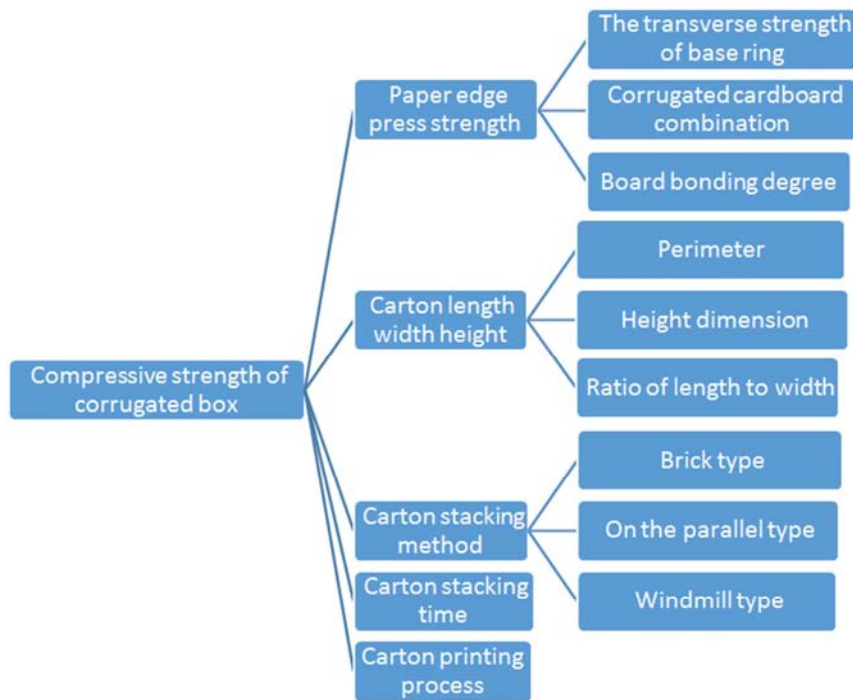 Compressive strength of
corrugated box
Paper edge
press strength
The transverse strength
of base ring
Corrugated cardboard
combination
Board bonding degree
Carton length
width height
Perimeter
Height dimension
Ratio of length to width
Carton stacking
method
Brick type
On the parallel type
Windmill type
Carton stacking
time
Carton printing
process